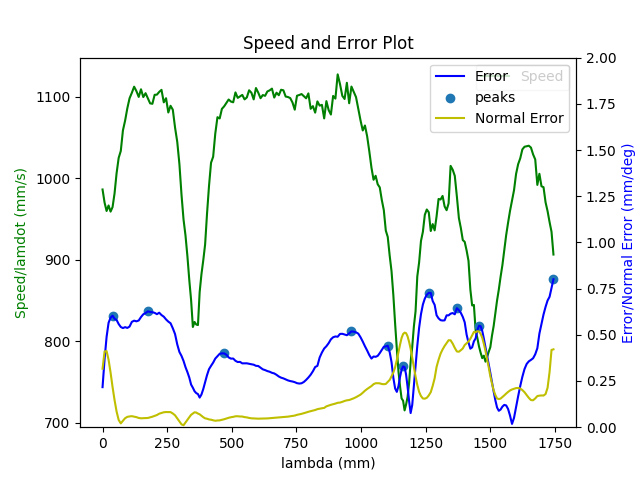 Speed and Error Plot
Speed/lamdot (mm/s)
1100
1000
900
800
700
Error
Speed
peaks
Normal Error
2.00
1.75
1.50
1.25
1.00
0.75
0.50
0.25
0.00
Error/Normal Error (mm/deg)
0 250 500 750 1000 1250 1500 1750
lambda (mm)